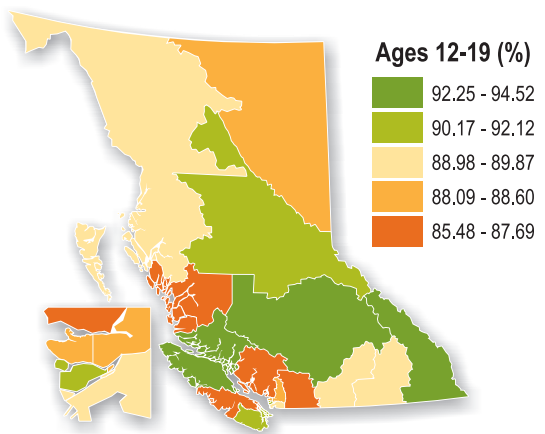 Ages 12-19 (%)
92.25 - 94.52
90.17 - 92.12
88.98 - 89.87
88.09 - 88.60
85.48 - 87.69